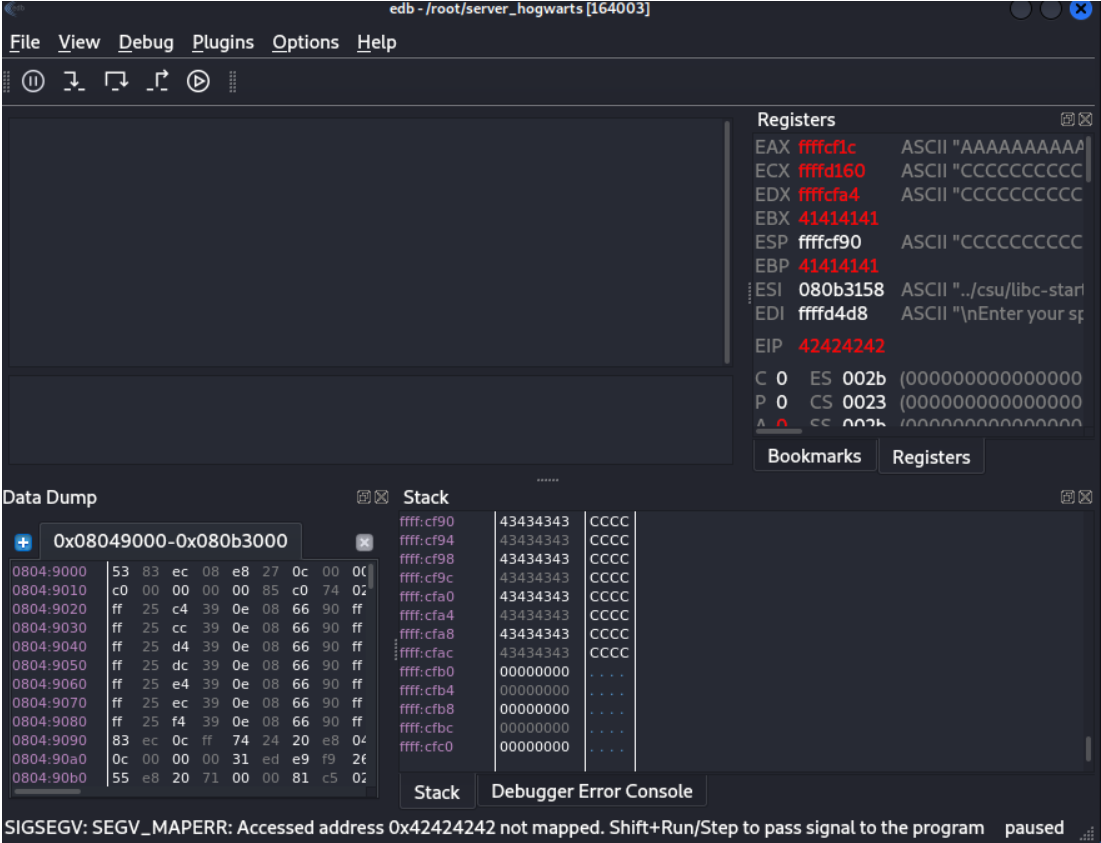 edb - /root/server_hogwarts [164003]
File View Debug Plugins Options Help
Registers
EAX ffffcf1c ASCII "AAAAAAAAAA
ECX ffffd160 ASCII "CCCCCCCCCC
EDX ffffcfa4 ASCII "CCCCCCCCCC
EBX 41414141
ESP ffffcf90 ASCII "CCCCCCCCCC
EBP 41414141
ESI 080b3158 ASCII "../csu/libc-start
EDI ffffd4d8 ASCII "\nEnter your sp
EIP 42424242
C 0 ES 002b (0000000000000000
P 0 CS 0023 (0000000000000000
A 0 SS 002b (0000000000000000
Bookmarks Registers
Data Dump
0x08049000-0x080b3000
0804:9000 53 83 ec 08 e8 27 0c 00 00
0804:9010 c0 00 00 00 00 85 c0 74 02
0804:9020 ff 25 c4 39 0e 08 66 90 ff
0804:9030 ff 25 cc 39 0e 08 66 90 ff
0804:9040 ff 25 d4 39 0e 08 66 90 ff
0804:9050 ff 25 dc 39 0e 08 66 90 ff
0804:9060 ff 25 e4 39 0e 08 66 90 ff
0804:9070 ff 25 ec 39 0e 08 66 90 ff
0804:9080 ff 25 f4 39 0e 08 66 90 ff
0804:9090 83 ec 0c ff 74 24 20 e8 04
0804:90a0 0c 00 00 00 31 ed e9 f9 26
0804:90b0 55 e8 20 71 00 00 81 c5 02
Stack
ffff:cf90 43434343 CCCC
ffff:cf94 43434343 CCCC
ffff:cf98 43434343 CCCC
ffff:cf9c 43434343 CCCC
ffff:cfa0 43434343 CCCC
ffff:cfa4 43434343 CCCC
ffff:cfa8 43434343 CCCC
ffff:cfac 43434343 CCCC
ffff:cfb0 00000000 ....
ffff:cfb4 00000000 ....
ffff:cfb8 00000000 ....
ffff:cfbc 00000000 ....
ffff:cfc0 00000000 ....
Stack Debugger Error Console
SIGSEGV: SEGV_MAPERR: Accessed address 0x42424242 not mapped. Shift+Run/Step to pass signal to the program paused